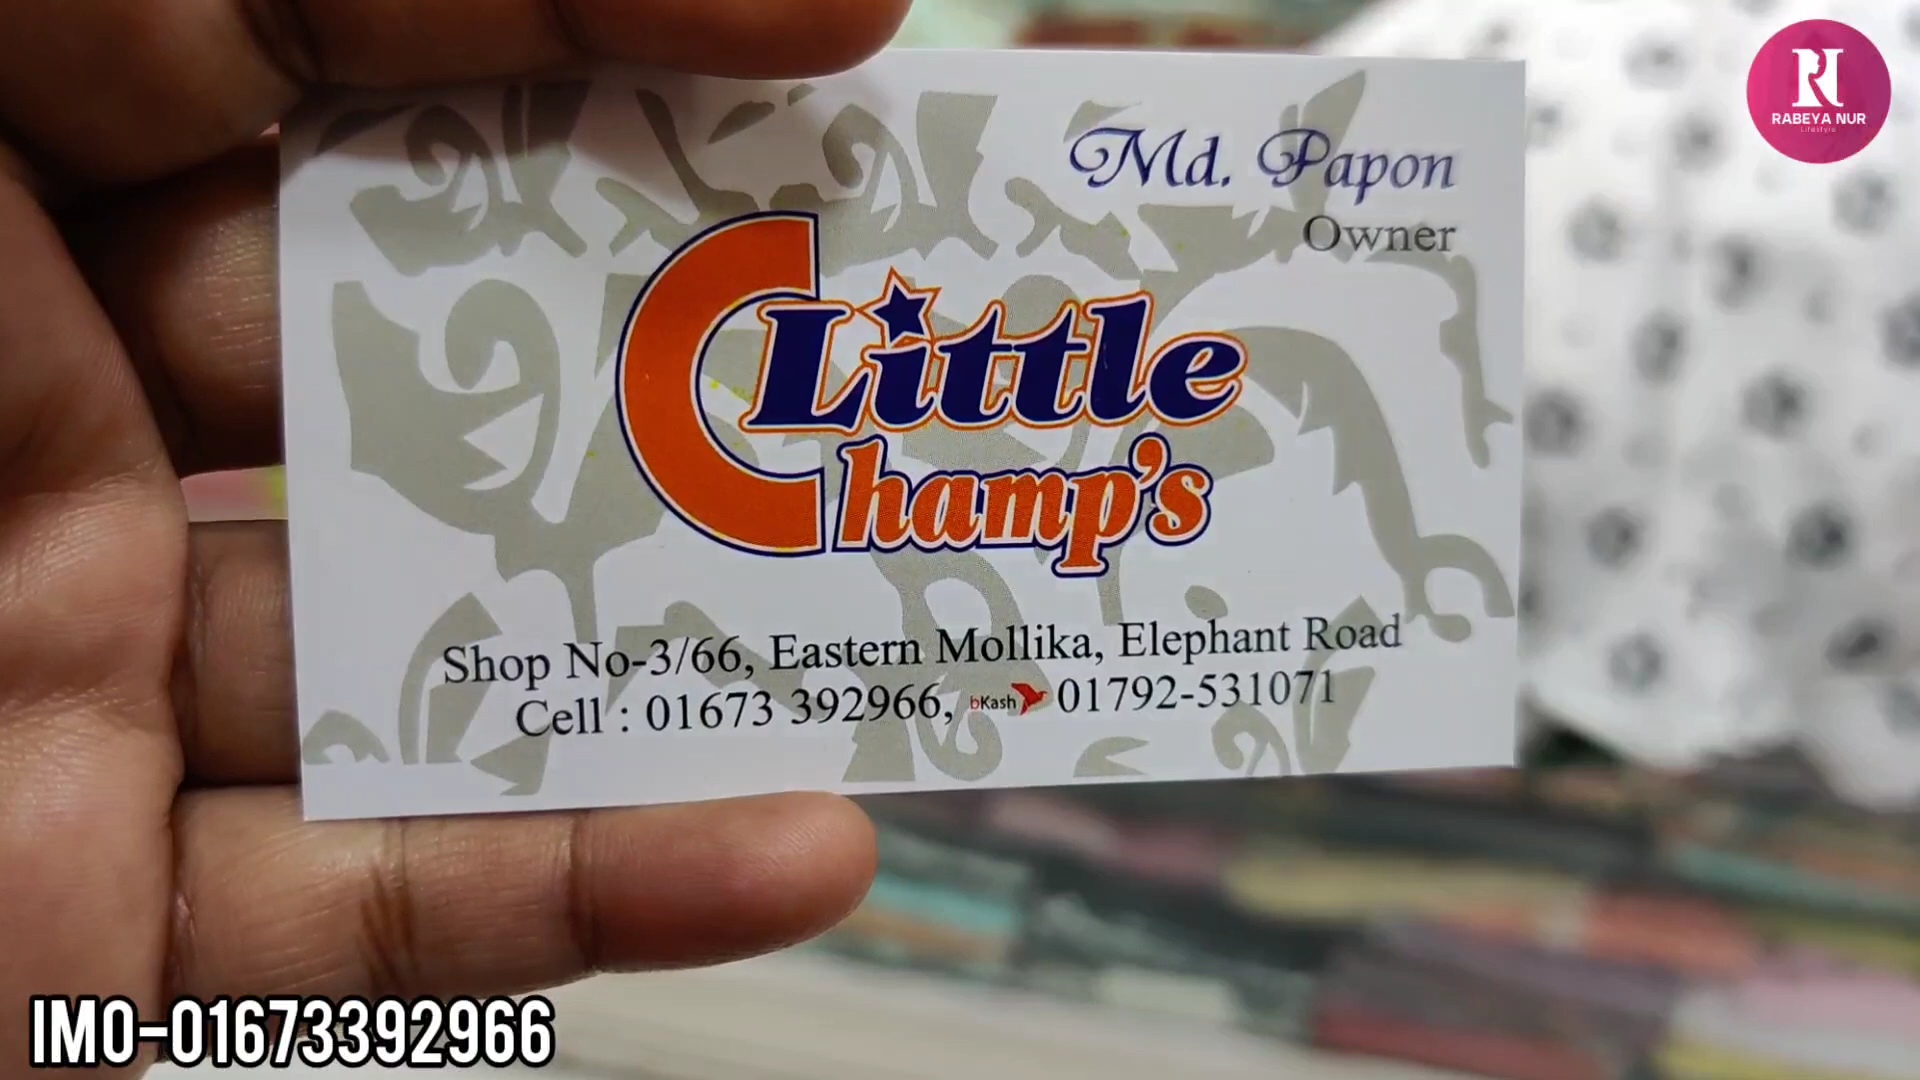 RABEYA NUR
Lifestyle
Md. Papon
Owner
Little
Champ's
Shop No-3/66, Eastern Mollika, Elephant Road
Cell : 01673 392966, bKash 01792-531071
IMO-01673392966